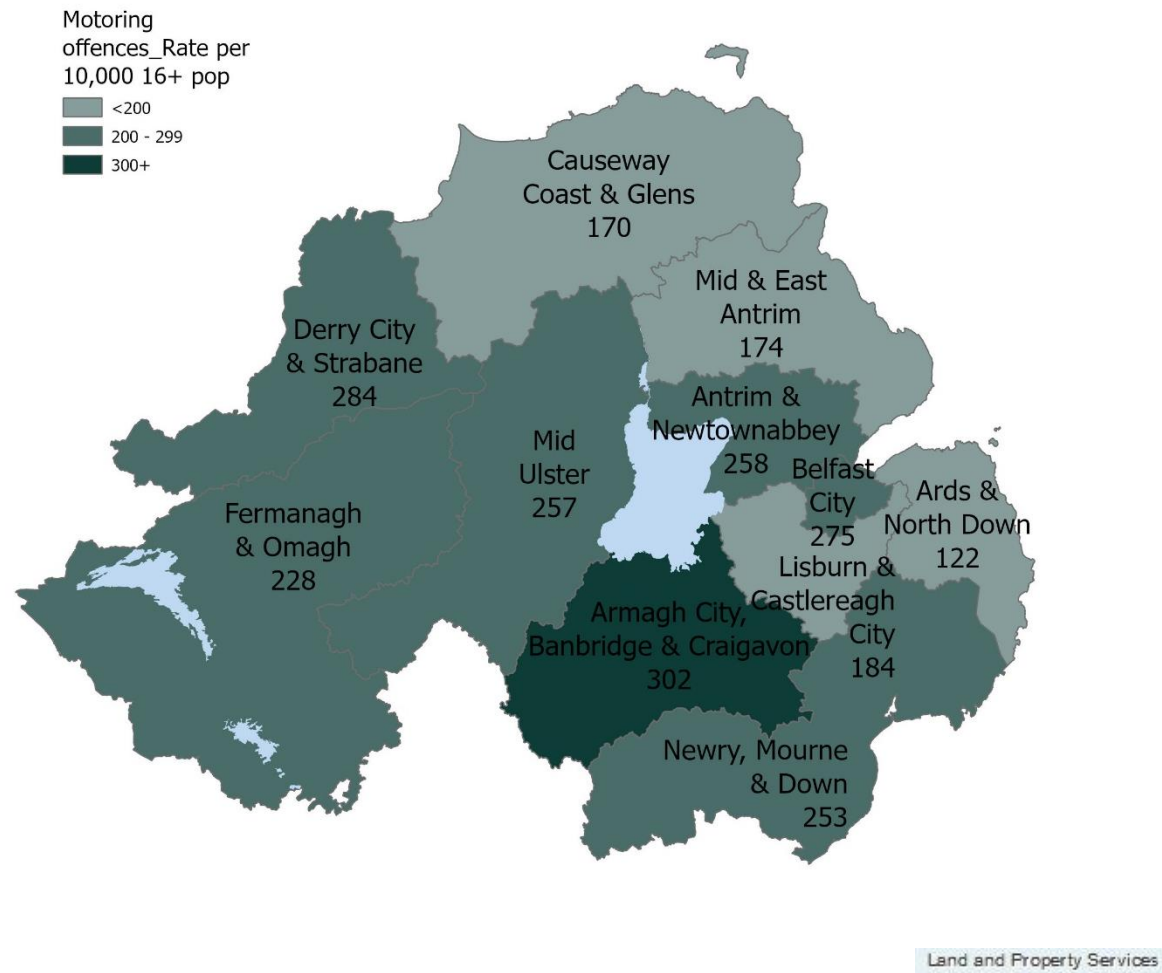 Motoring
offences_Rate per
10,000 16+ pop
<200
200 - 299
300+
Causeway
Coast & Glens
170
Mid & East
Antrim
174
Derry City
& Strabane
284
Antrim &
Newtownabbey
258
Mid
Ulster
257
Belfast
City
275
Ards &
North Down
122
Fermanagh
& Omagh
228
Lisburn &
Castlereagh
City
184
Armagh City,
Banbridge & Craigavon
302
Newry, Mourne
& Down
253
Land and Property Services